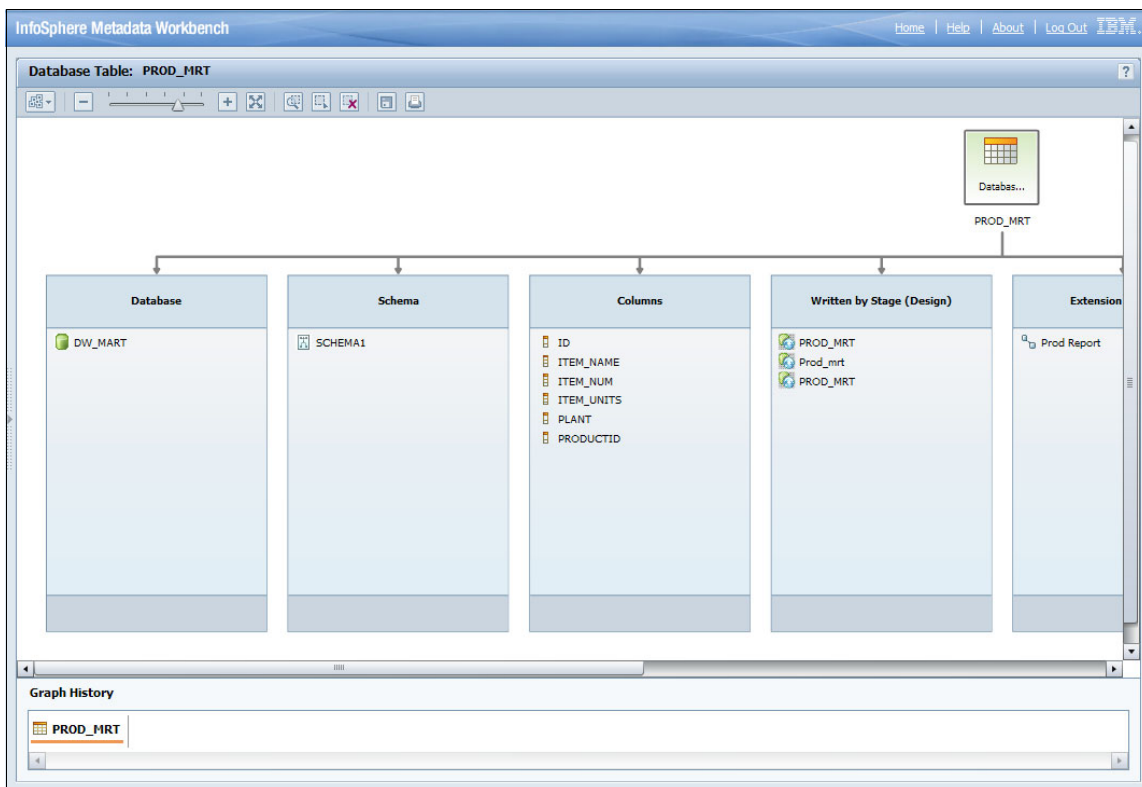 InfoSphere Metadata Workbench
Home | Help | About | Log Out IBM.
Database Table: PROD_MRT
?
Databas...
PROD_MRT
Database
DW_MART
Schema
SCHEMA1
Columns
ID
ITEM_NAME
ITEM_NUM
ITEM_UNITS
PLANT
PRODUCTID
Written by Stage (Design)
PROD_MRT
Prod_mrt
PROD_MRT
Extension
Prod Report
Graph History
PROD_MRT